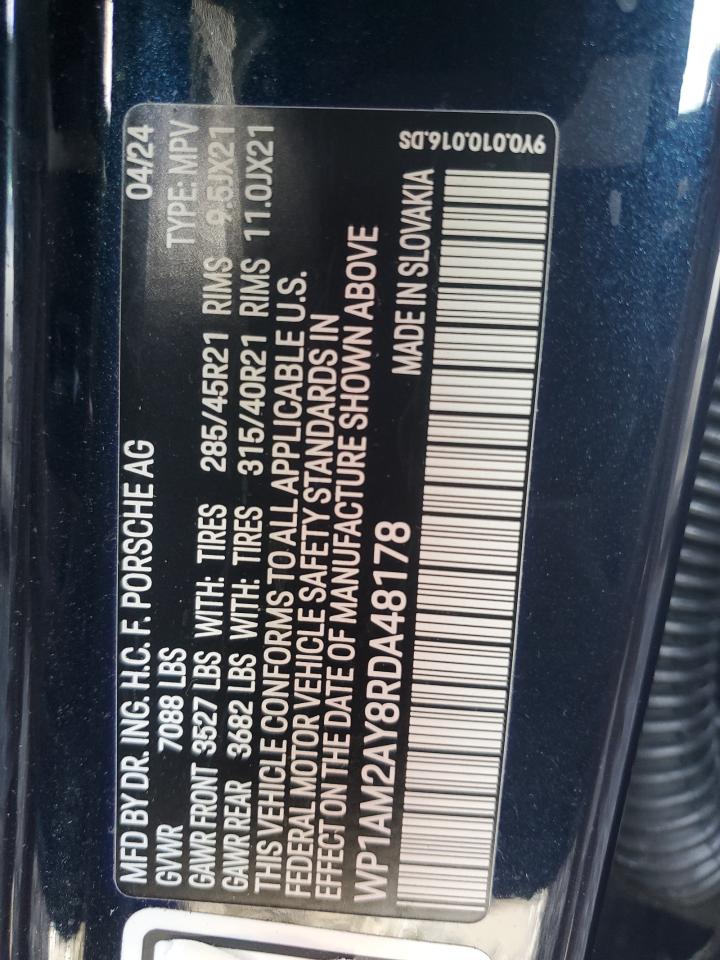 MFD BY DR. ING. H.C. F. PORSCHE AG 04/24
GVWR 7088 LBS TYPE: MPV
GAWR FRONT 3527 LBS WITH: TIRES 285/45R21 RIMS 9.5JX21
GAWR REAR 3682 LBS WITH: TIRES 315/40R21 RIMS 11.0JX21
THIS VEHICLE CONFORMS TO ALL APPLICABLE U.S.
FEDERAL MOTOR VEHICLE SAFETY STANDARDS IN
EFFECT ON THE DATE OF MANUFACTURE SHOWN ABOVE
WP1AM2AY8RDA48178 MADE IN SLOVAKIA
9Y0.010.016.DS